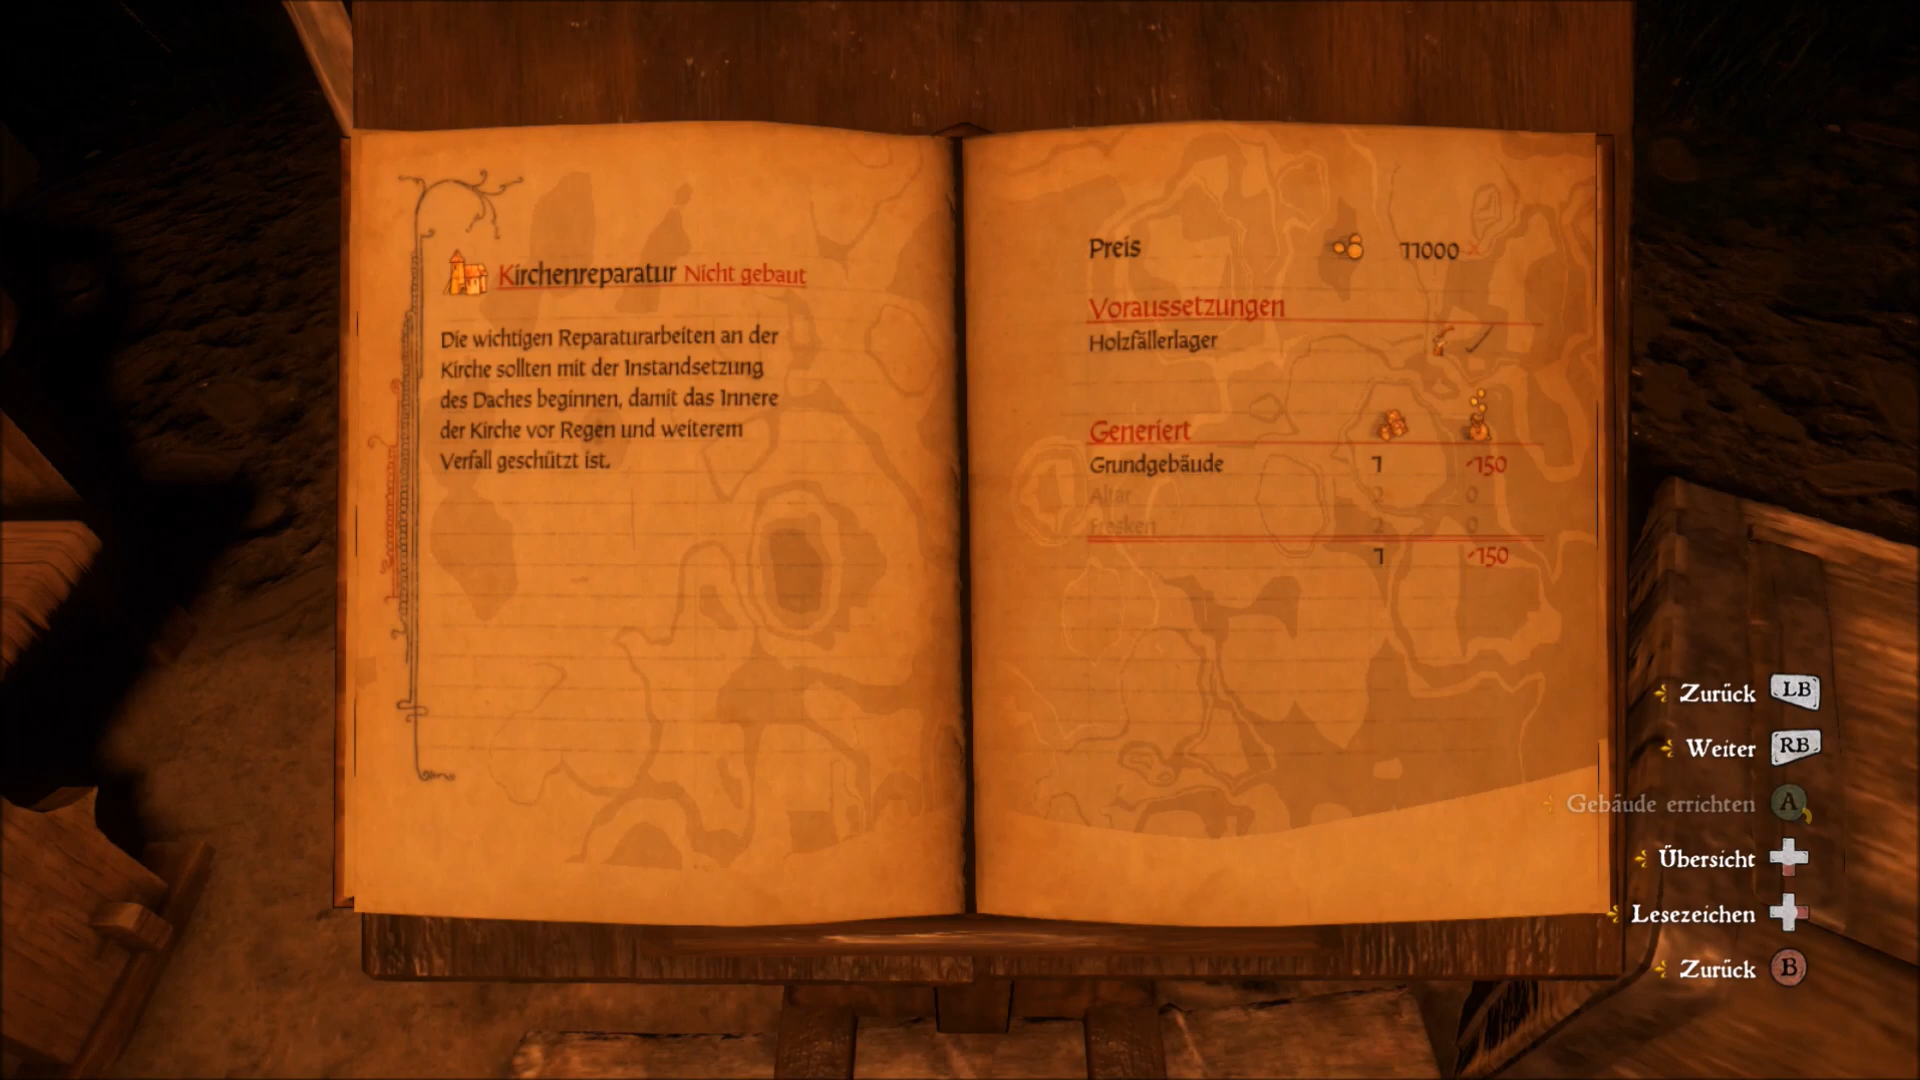 Kirchenreparatur Nicht gebaut
Die wichtigen Reparaturarbeiten an der
Kirche sollten mit der Instandsetzung
des Daches beginnen, damit das Innere
der Kirche vor Regen und weiterem
Verfall geschützt ist.
Preis 11000 x
Voraussetzungen
Holzfällerlager
Generiert
Grundgebäude 1 -150
Altar 2 0
Fresken 2 0
1 -150
Zurück LB
Weiter RB
Gebäude errichten A
Übersicht
Lesezeichen
Zurück B